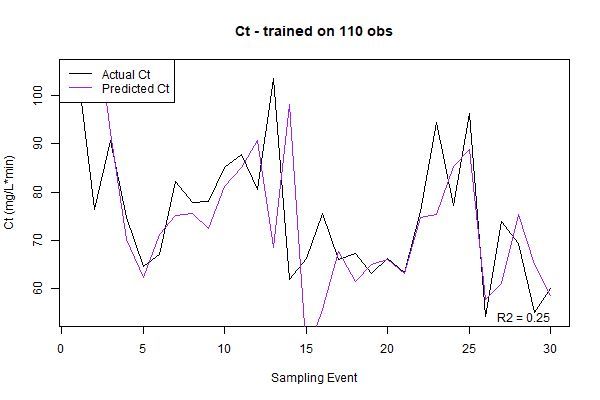 Ct - trained on 110 obs
Actual Ct
Predicted Ct
Ct (mg/L*min)
100
90
80
70
60
R2 = 0.25
0 5 10 15 20 25 30
Sampling Event